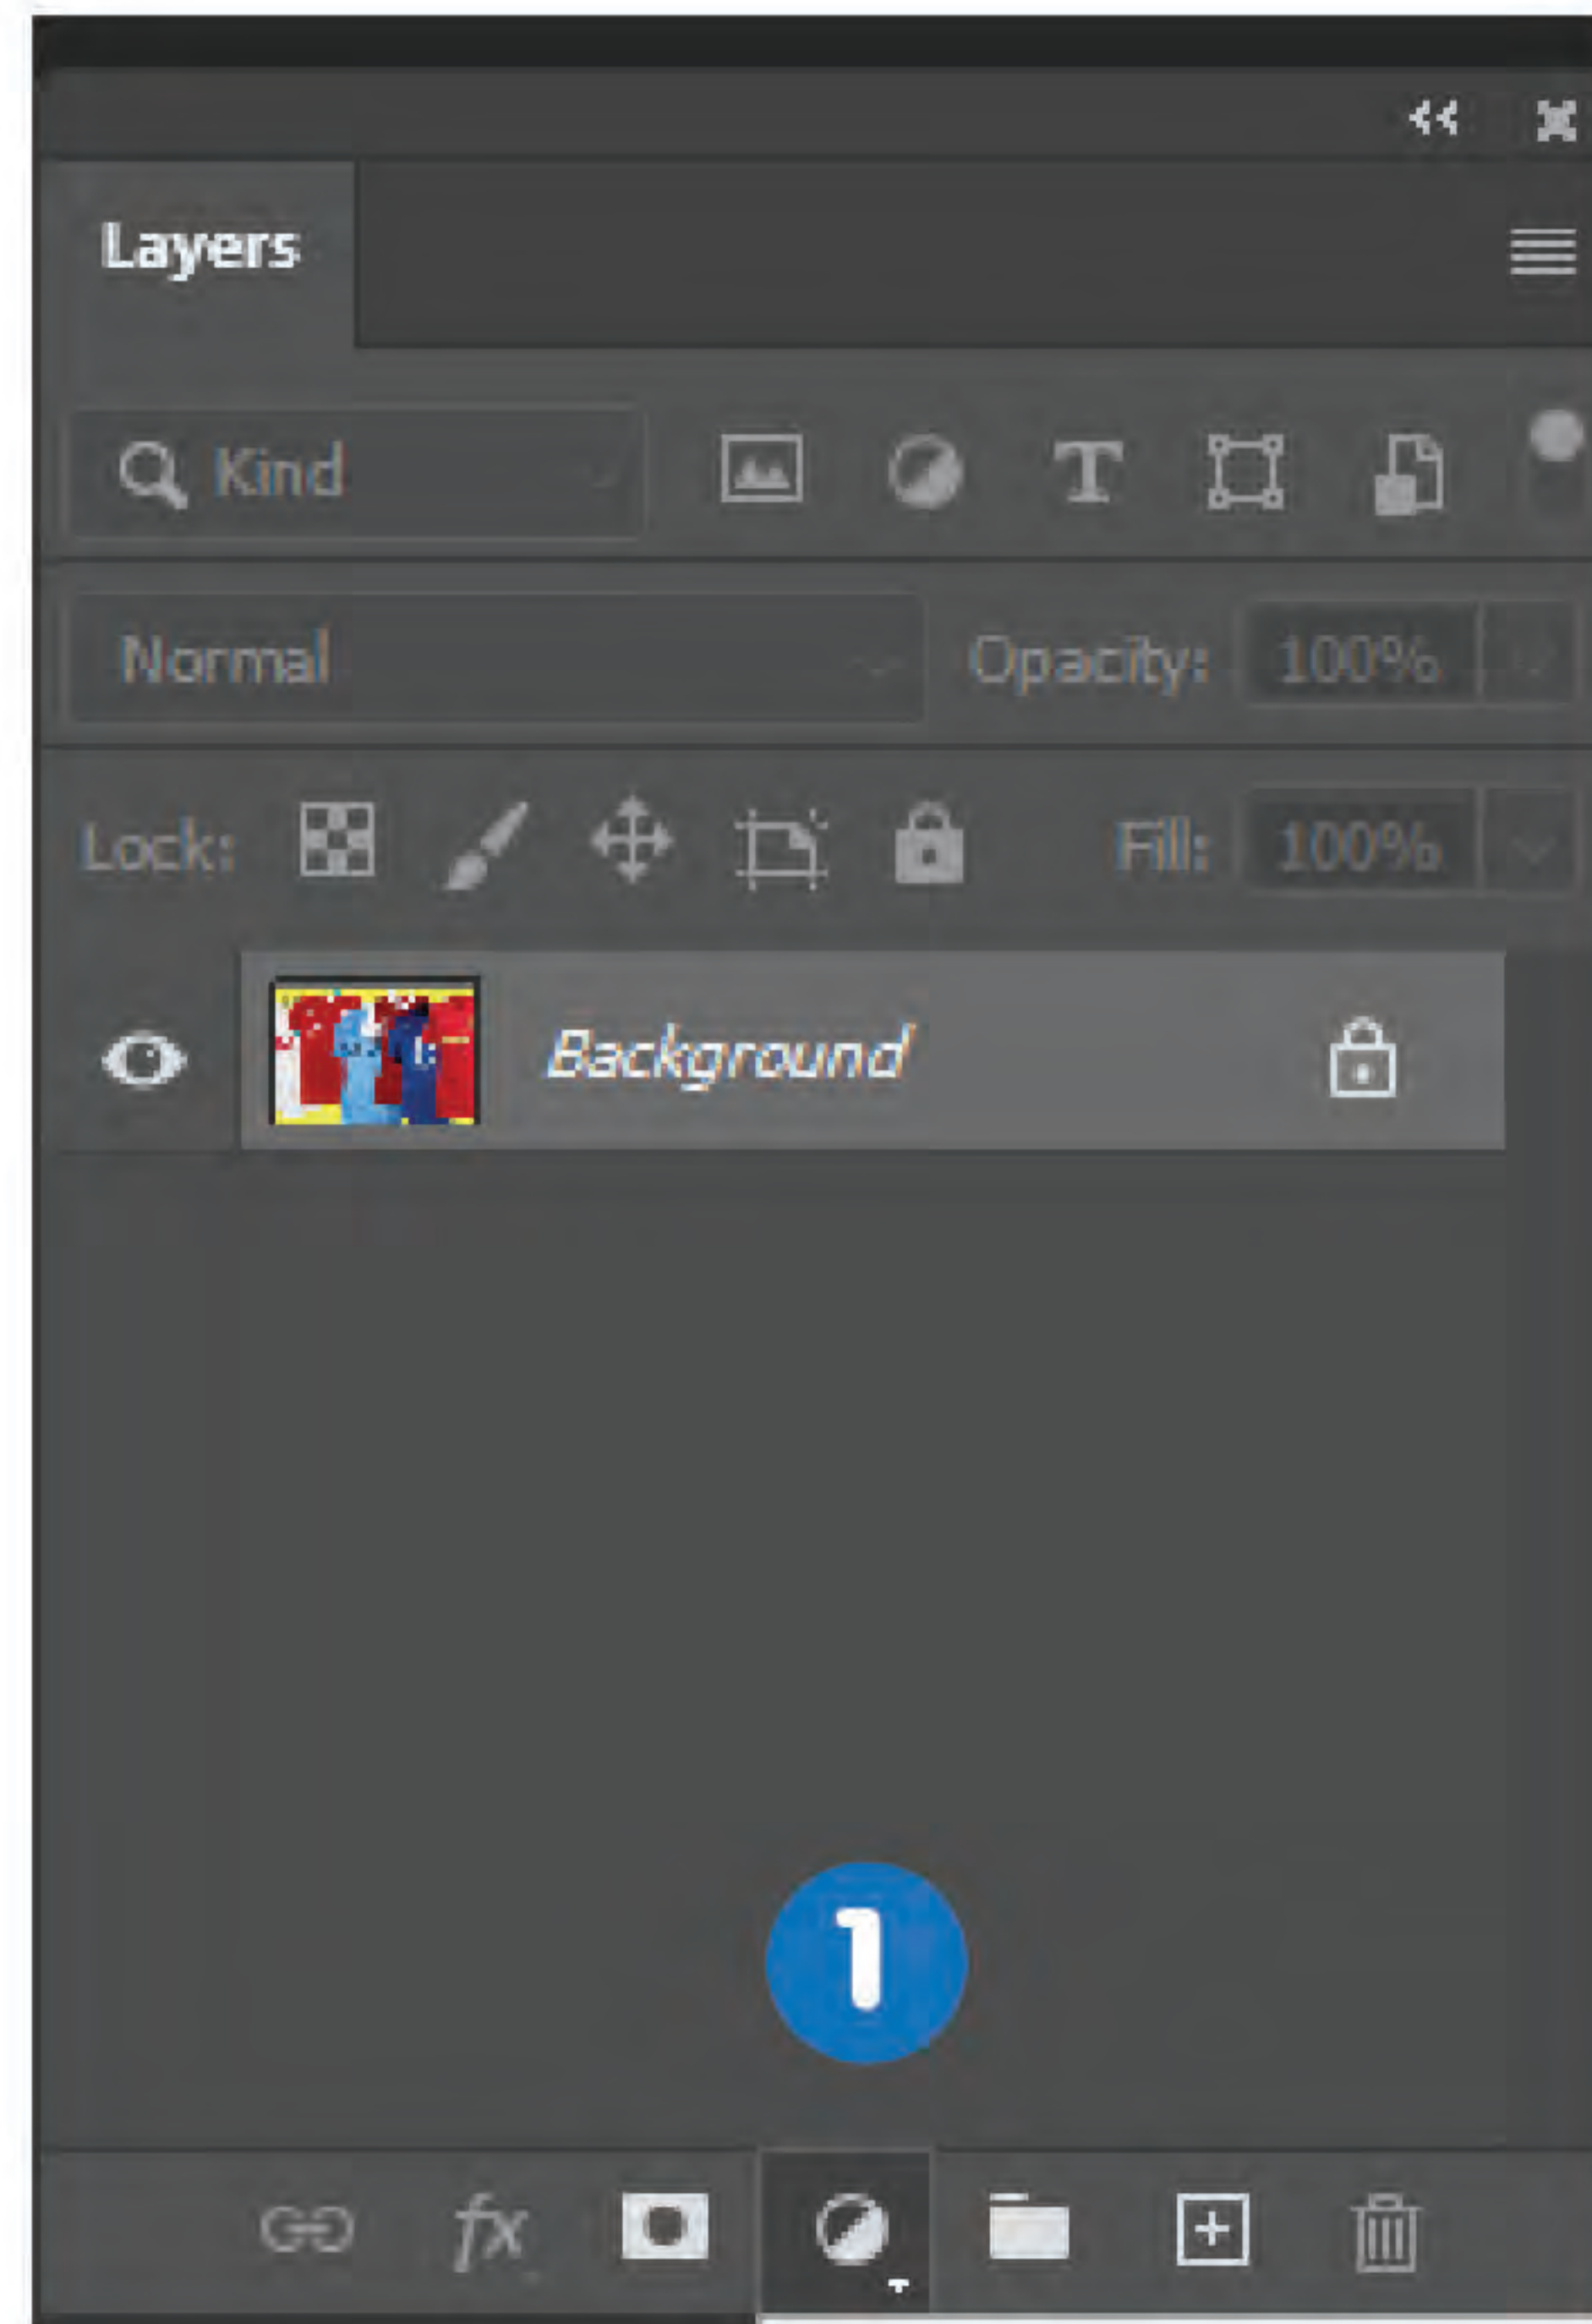 Layers
Kind
Normal Opacity: 100%
Lock: Fill: 100%
Background
1
fx